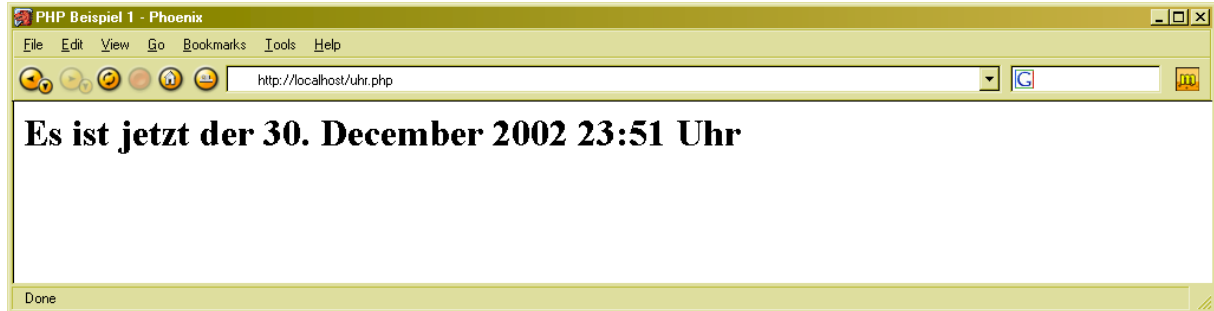 PHP Beispiel 1 - Phoenix
File Edit View Go Bookmarks Tools Help
http://localhost/uhr.php G m
Es ist jetzt der 30. December 2002 23:51 Uhr
Done